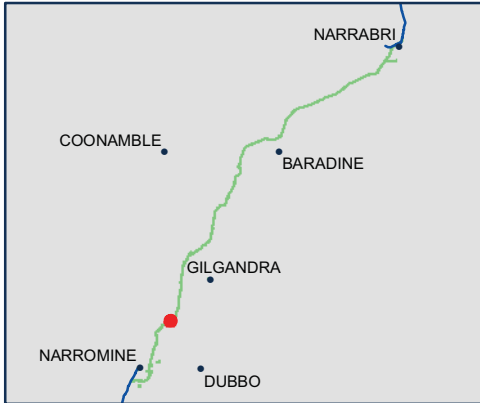 NARRABRI
COONAMBLE
BARADINE
GILGANDRA
NARROMINE
DUBBO